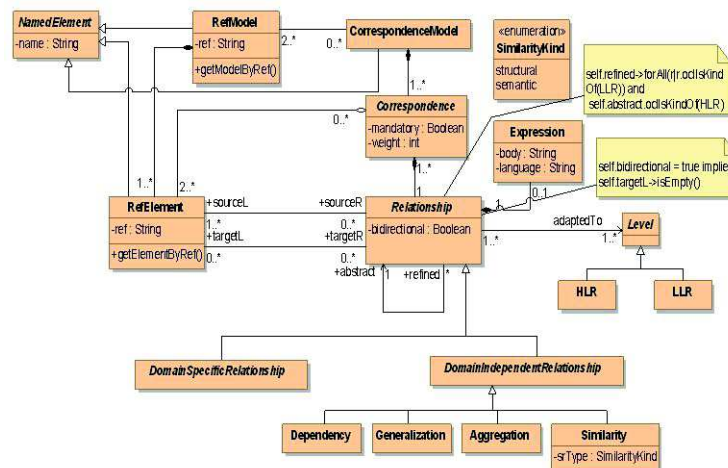 NamedElement
-name : String
RefModel
-ref : String
+getModelByRef()
2..*
0..*
CorrespondenceModel
«enumeration»
SimilarityKind
structural
semantic
self.refined->forAll(r|r.oclIsKind
Of(LLR)) and
self.abstract.oclIsKindOf(HLR)
1..*
0..*
Correspondence
-mandatory : Boolean
-weight : int
Expression
-body : String
-language : String
self.bidirectional = true implie
self.targetL->isEmpty()
1..*
2..*
1..*
1
1
0..1
RefElement
-ref : String
+getElementByRef()
+sourceL
+sourceR
1..*
0..*
+targetL
+targetR
0..*
0..*
Relationship
-bidirectional : Boolean
1..*
adaptedTo
1..*
Level
+abstract
1
+refined
*
HLR
LLR
DomainSpecificRelationship
DomainIndependentRelationship
Dependency
Generalization
Aggregation
Similarity
-srType : SimilarityKind